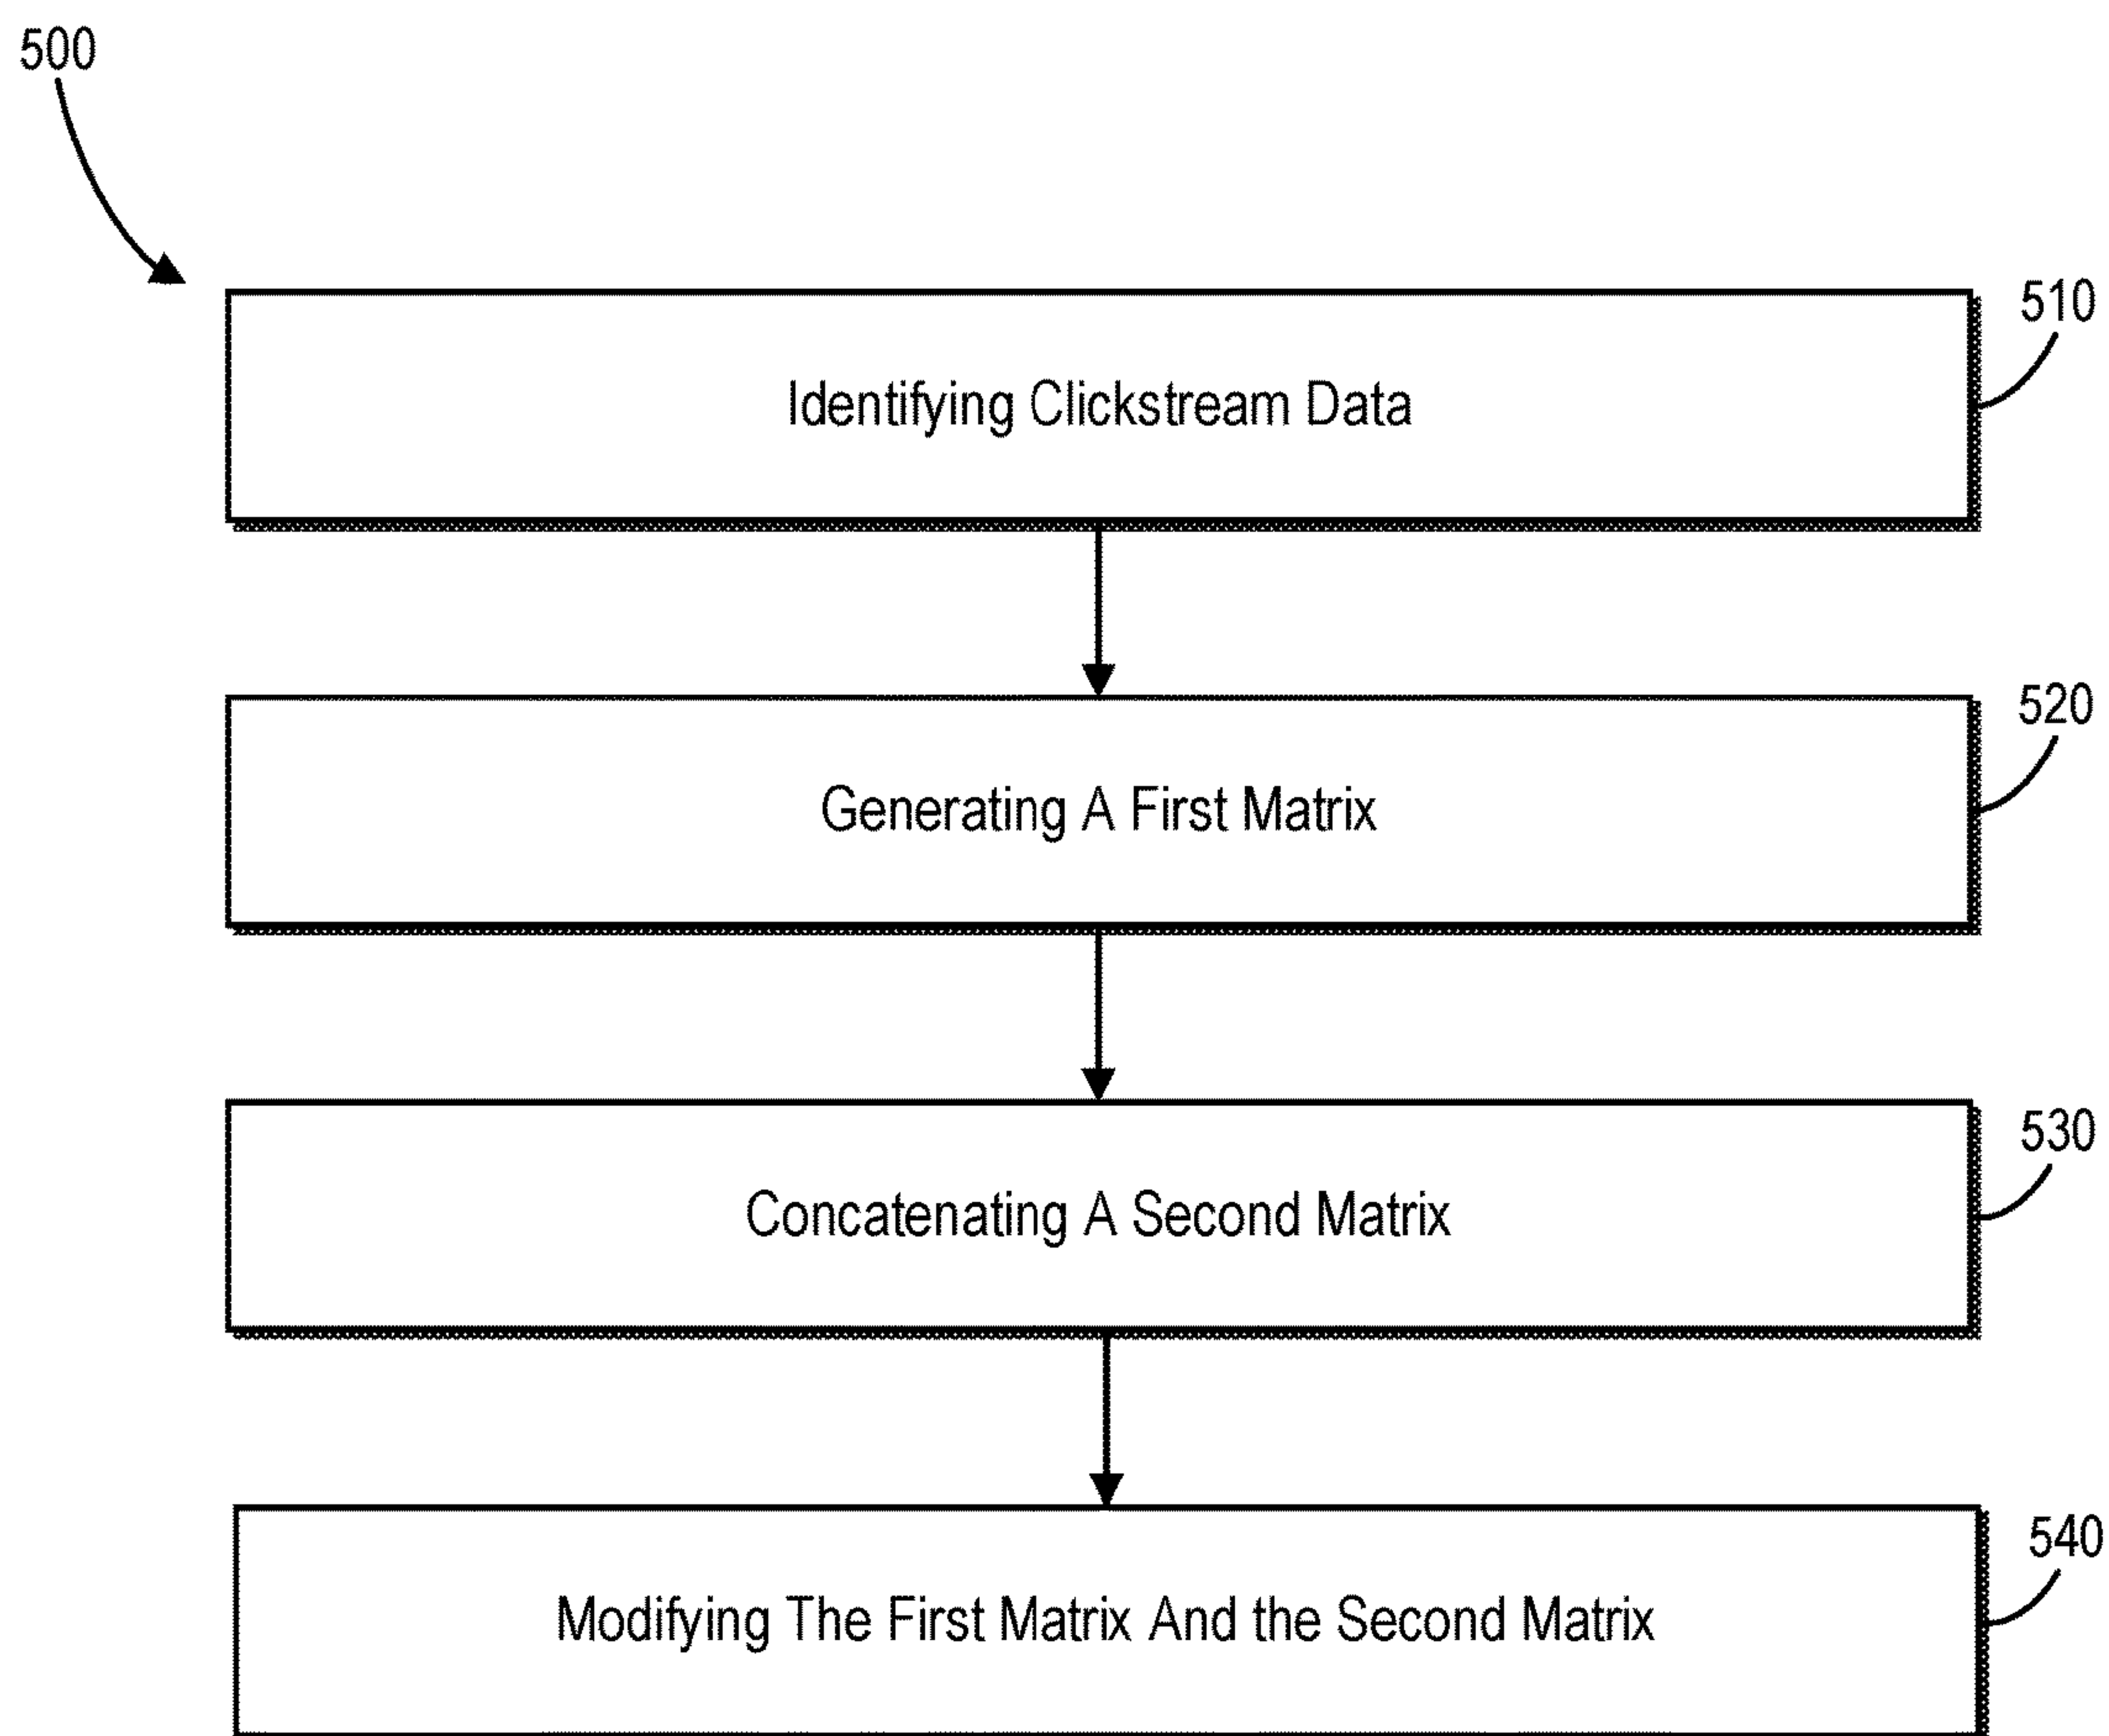 500
510
Identifying Clickstream Data
520
Generating A First Matrix
530
Concatenating A Second Matrix
540
Modifying The First Matrix And the Second Matrix